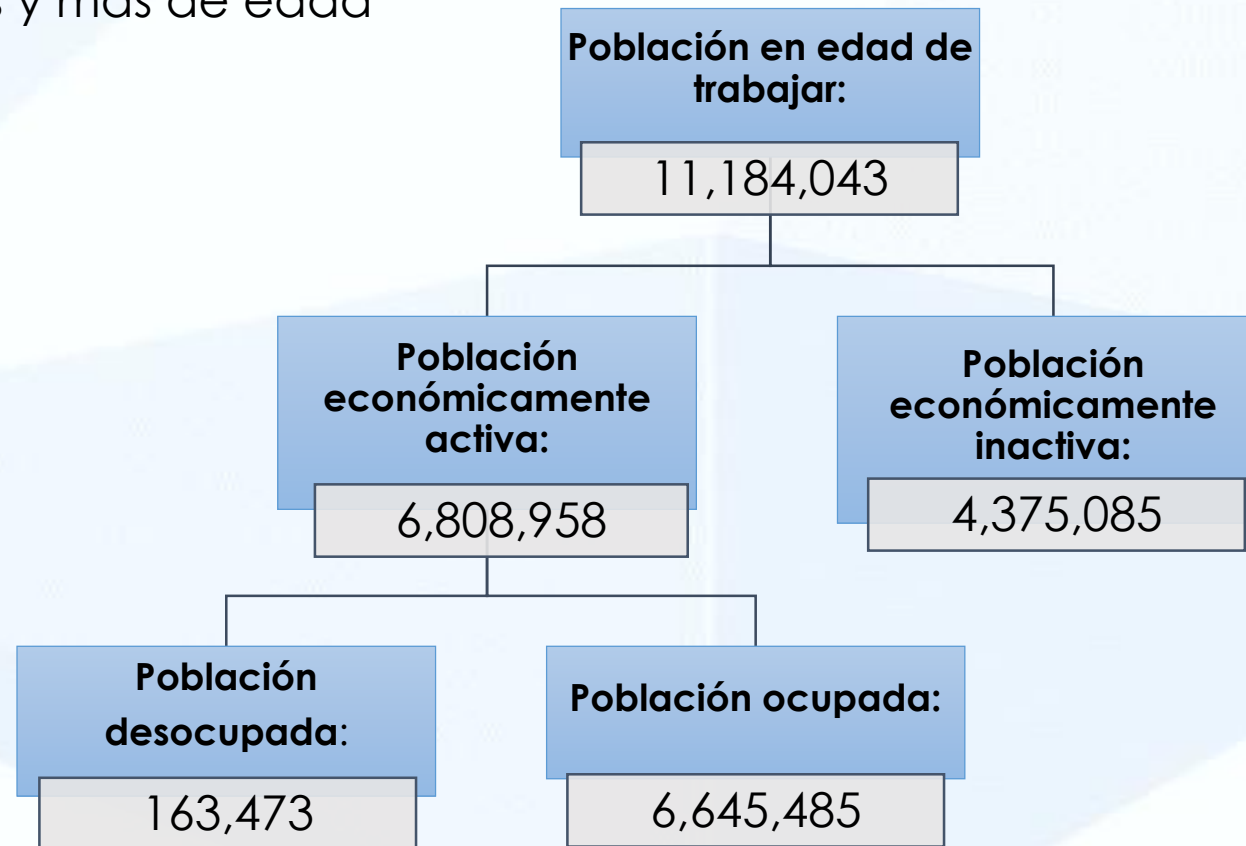 y más de edad
Población en edad de
trabajar:
11,184,043
Población
económicamente
activa:
6,808,958
Población
económicamente
inactiva:
4,375,085
Población
desocupada:
163,473
Población ocupada:
6,645,485